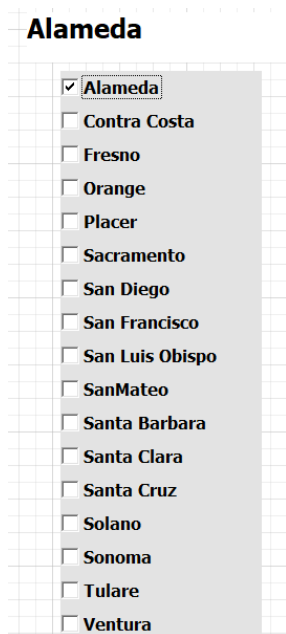 Alameda
Alameda
Contra Costa
Fresno
Orange
Placer
Sacramento
San Diego
San Francisco
San Luis Obispo
SanMateo
Santa Barbara
Santa Clara
Santa Cruz
Solano
Sonoma
Tulare
Ventura